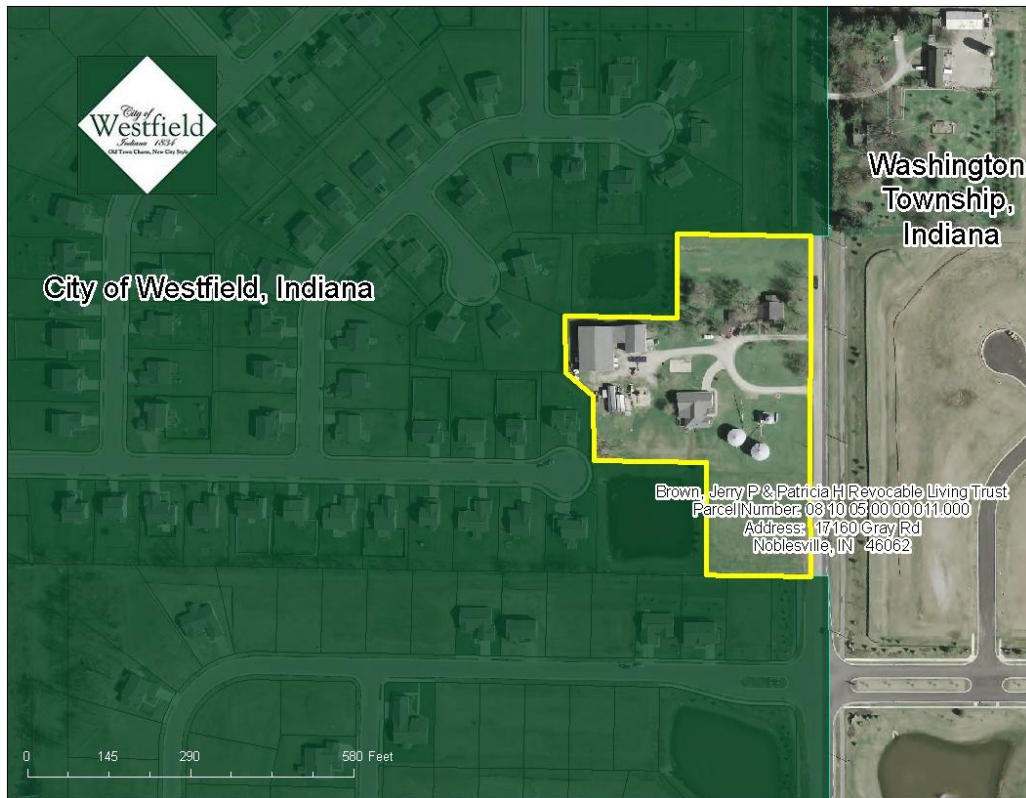 City of
Westfield
Indiana 1834
Old Town Charm, New City Style
Washington
Township,
Indiana
City of Westfield, Indiana
Brown, Jerry P & Patricia H Revocable Living Trust
Parcel Number: 08 10 05 00 00 011.000
Address: 17160 Gray Rd
Noblesville, IN 46062
0 145 290 580 Feet